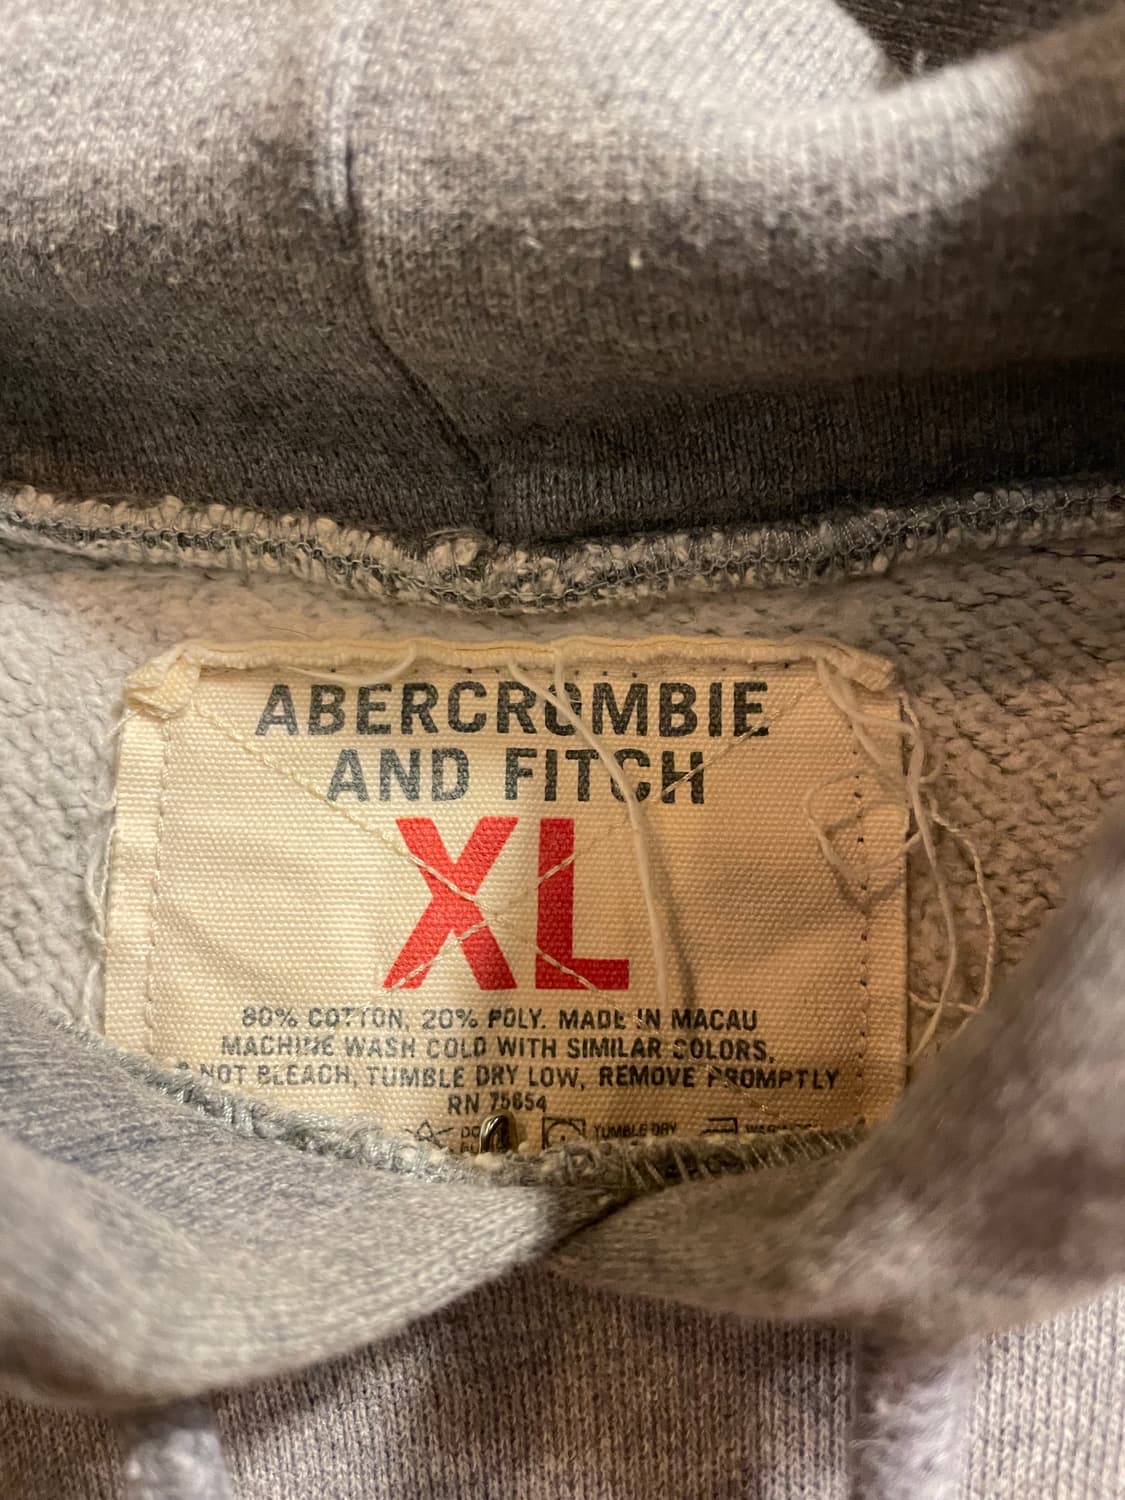 ABERCROMBIE
AND FITCH
XL
80% COTTON, 20% POLY. MADE IN MACAU
MACHINE WASH COLD WITH SIMILAR COLORS,
NOT BLEACH, TUMBLE DRY LOW, REMOVE PROMPTLY
RN 75654
TUMBLE DRY